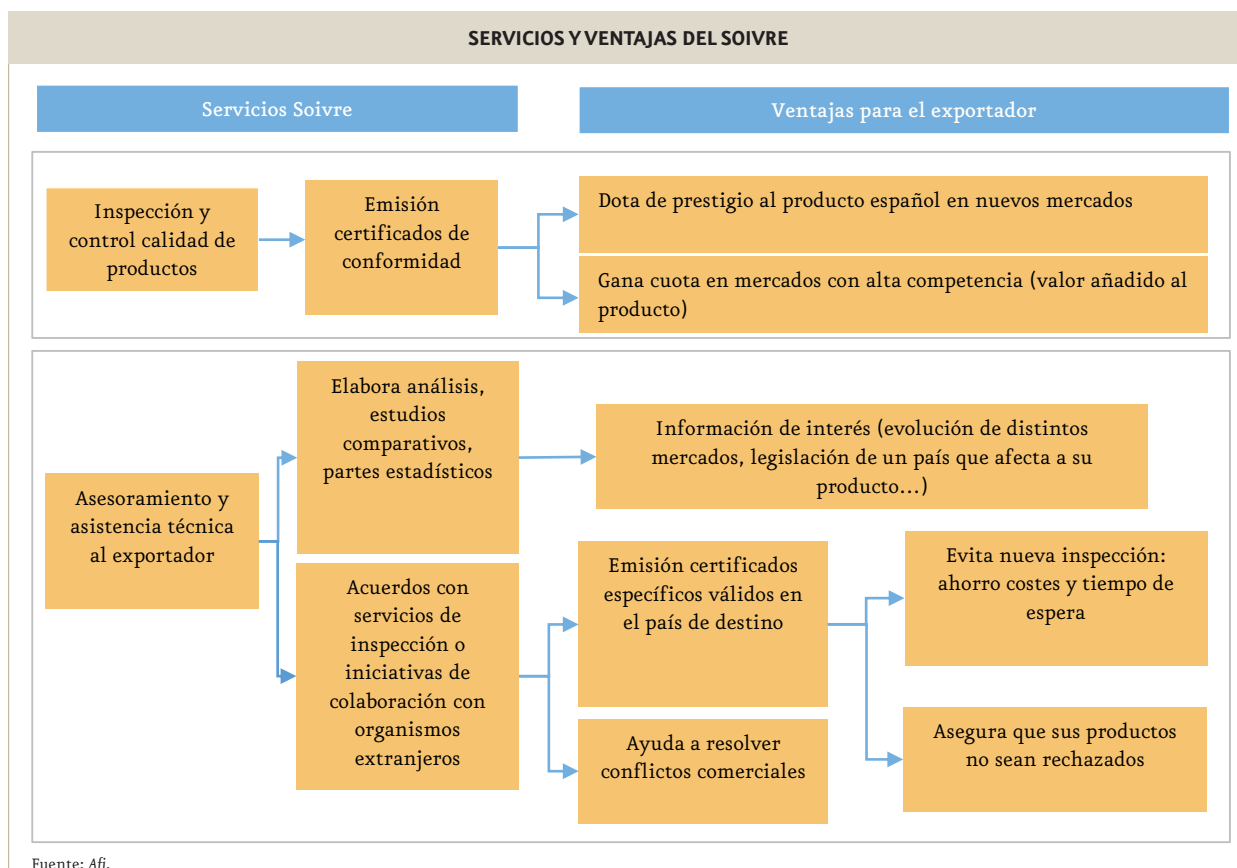 SERVICIOS Y VENTAJAS DEL SOIVRE
Servicios Soivre
Ventajas para el exportador
Inspección y
control calidad de
productos
Emisión
certificados de
conformidad
Dota de prestigio al producto español en nuevos mercados
Gana cuota en mercados con alta competencia (valor añadido al
producto)
Asesoramiento y
asistencia técnica
al exportador
Elabora análisis,
estudios
comparativos,
partes estadísticos
Información de interés (evolución de distintos
mercados, legislación de un país que afecta a su
producto...)
Acuerdos con
servicios de
inspección o
iniciativas de
colaboración con
organismos
extranjeros
Emisión certificados
específicos válidos en
el país de destino
Evita nueva inspección:
ahorro costes y tiempo de
espera
Asegura que sus productos
no sean rechazados
Ayuda a resolver
conflictos comerciales
Fuente: Afi.